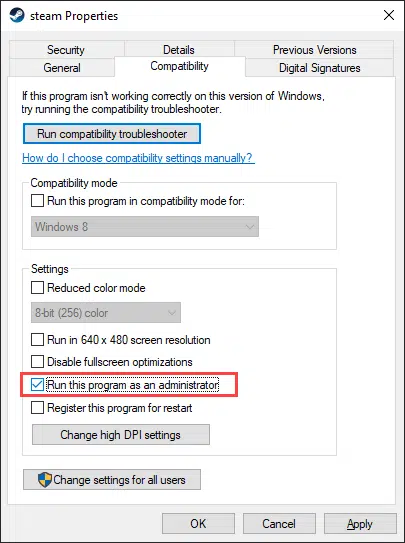 steam Properties
Security Details Previous Versions
General Compatibility Digital Signatures
If this program isn't working correctly on this version of Windows,
try running the compatibility troubleshooter.
Run compatibility troubleshooter
How do I choose compatibility settings manually?
Compatibility mode
Run this program in compatibility mode for:
Windows 8
Settings
Reduced color mode
8-bit (256) color
Run in 640 x 480 screen resolution
Disable fullscreen optimizations
Run this program as an administrator
Register this program for restart
Change high DPI settings
Change settings for all users
OK Cancel Apply